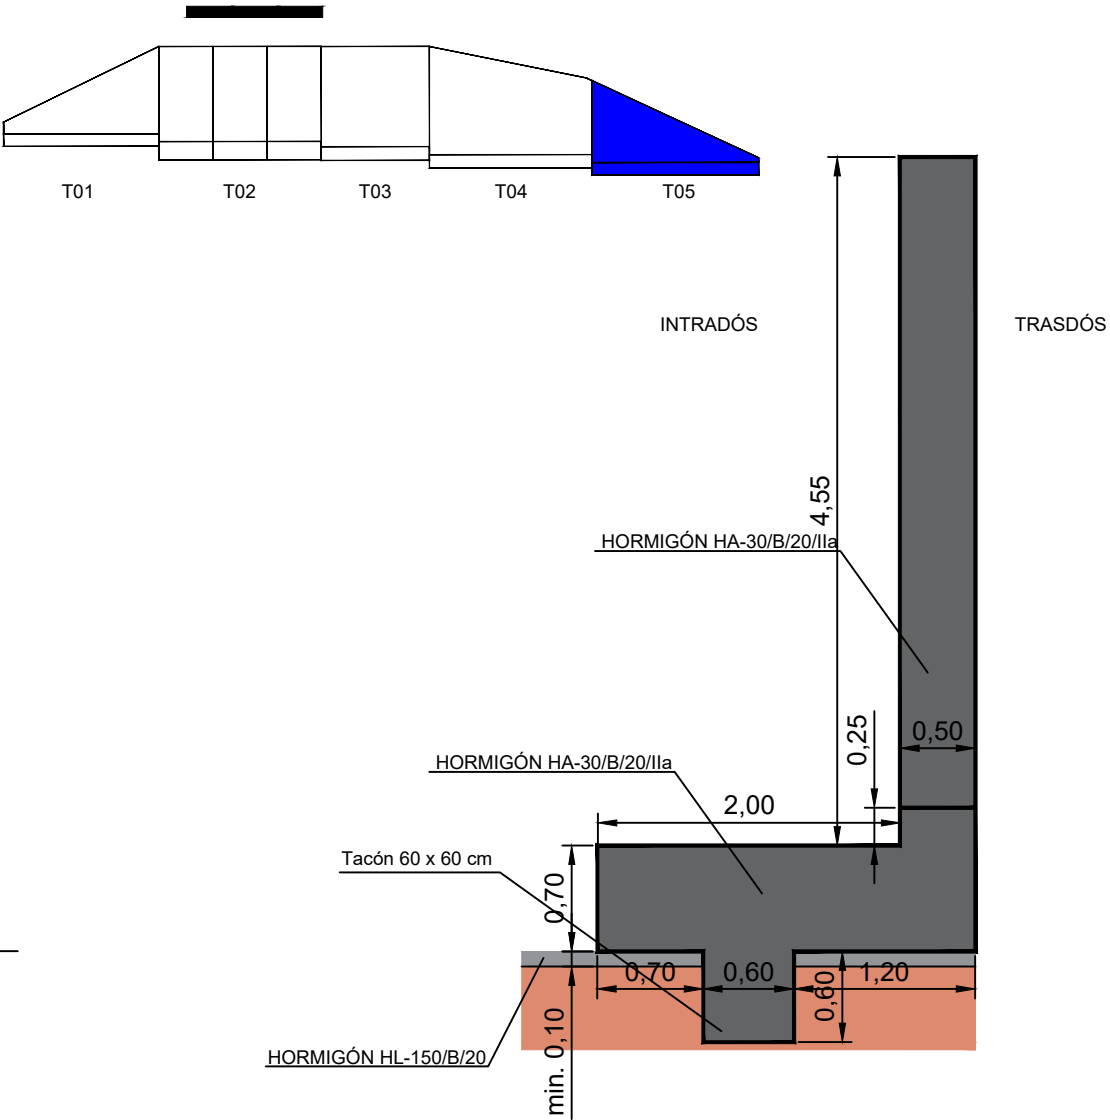 T01
T02
T03
T04
T05
INTRADÓS
TRASDÓS
4,55
HORMIGÓN HA-30/B/20/IIa
0,25
0,50
HORMIGÓN HA-30/B/20/IIa
2,00
Tacón 60 x 60 cm
0,70
0,70
0,60
1,20
0,60
min. 0,10
HORMIGÓN HL-150/B/20